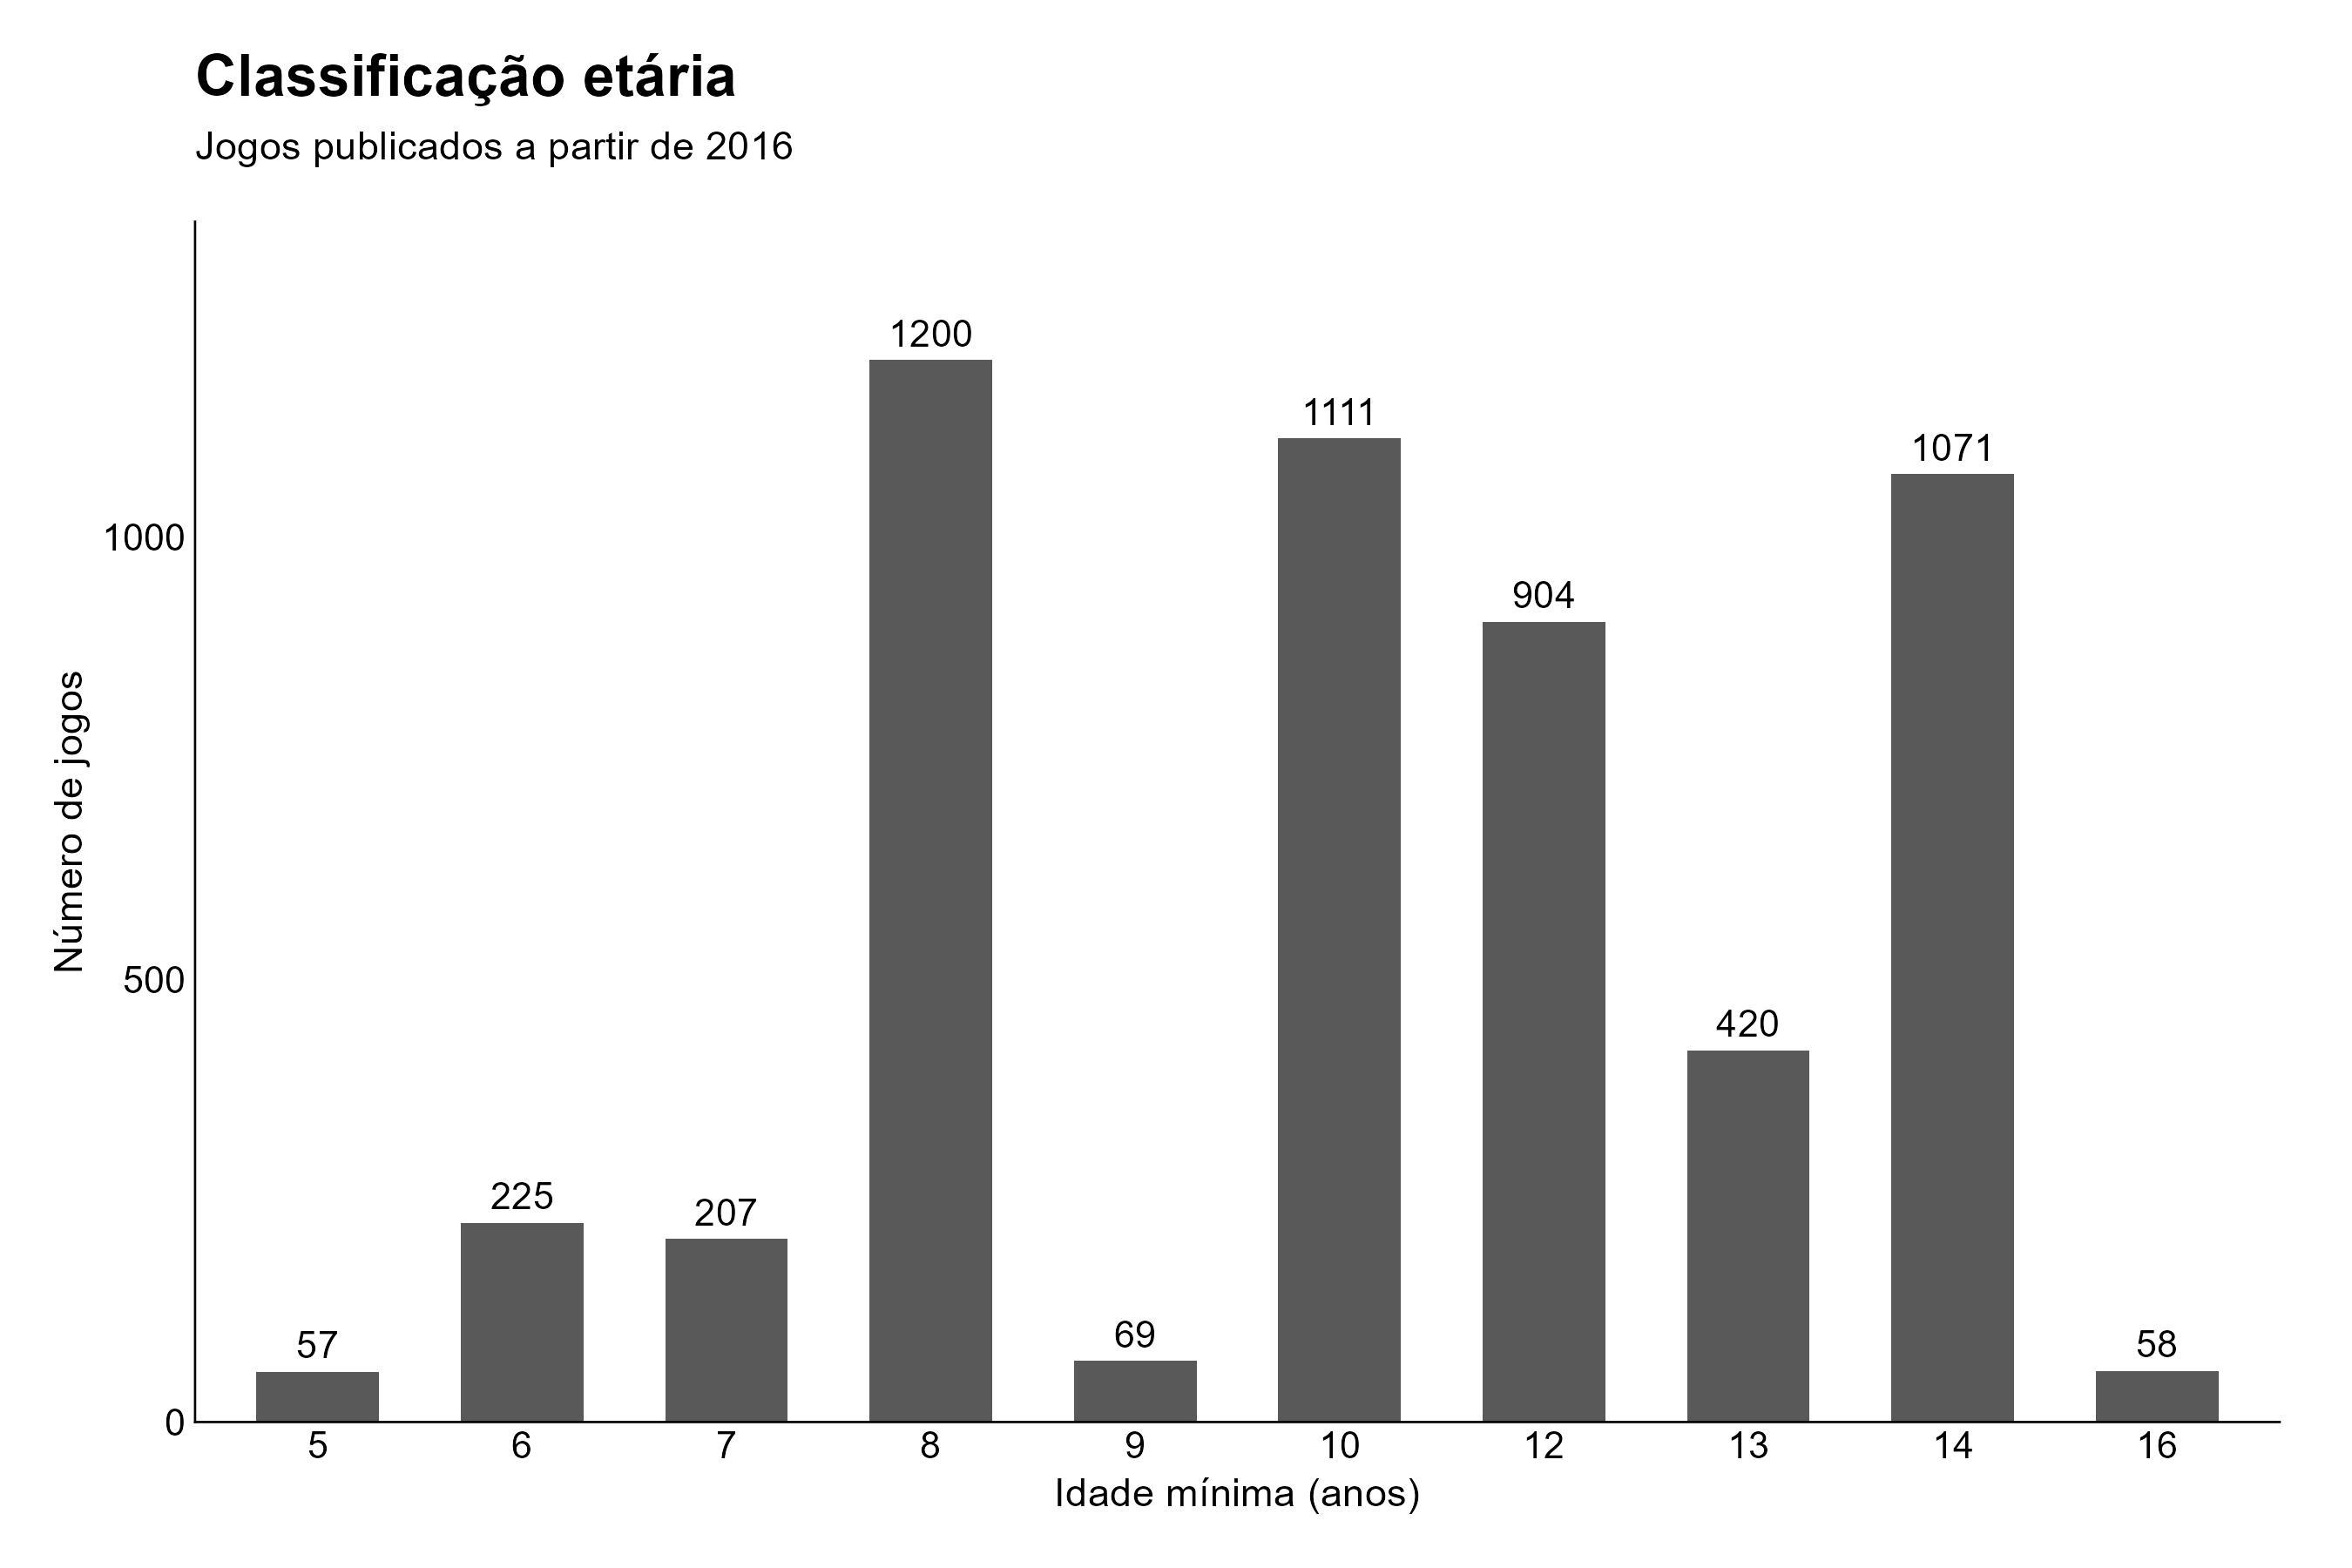 Classificação etária
Jogos publicados a partir de 2016
Número de jogos
1000
500
0
57
225
207
1200
69
1111
904
420
1071
58
5 6 7 8 9 10 12 13 14 16
Idade mínima (anos)